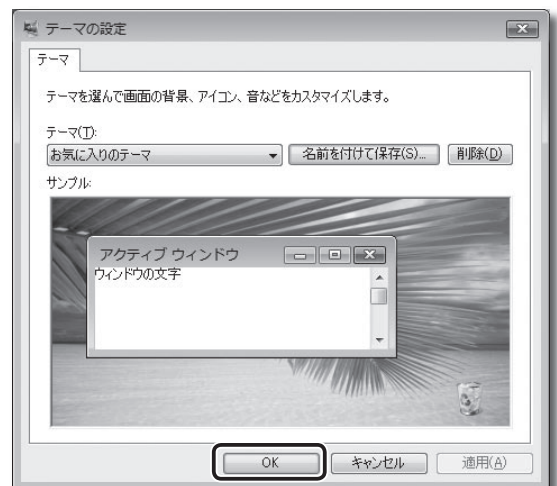 テーマの設定
テーマ
テーマを選んで画面の背景、アイコン、音などをカスタマイズします。
テーマ(T):
お気に入りのテーマ 名前を付けて保存(S)... 削除(D)
サンプル:
アクティブ ウィンドウ
ウィンドウの文字
OK キャンセル 適用(A)